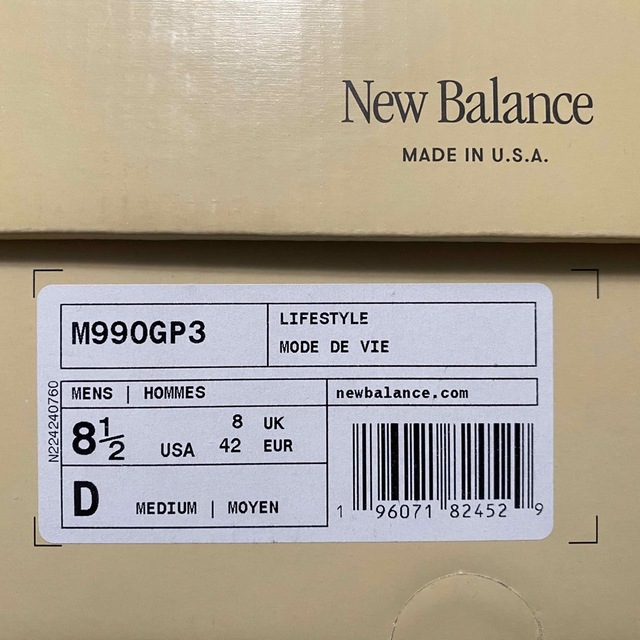 New Balance
MADE IN U.S.A.
M990GP3
LIFESTYLE
MODE DE VIE
N224240760
MENS | HOMMES
newbalance.com
8½ USA
8 UK
42 EUR
D MEDIUM | MOYEN
1 96071 82452 9